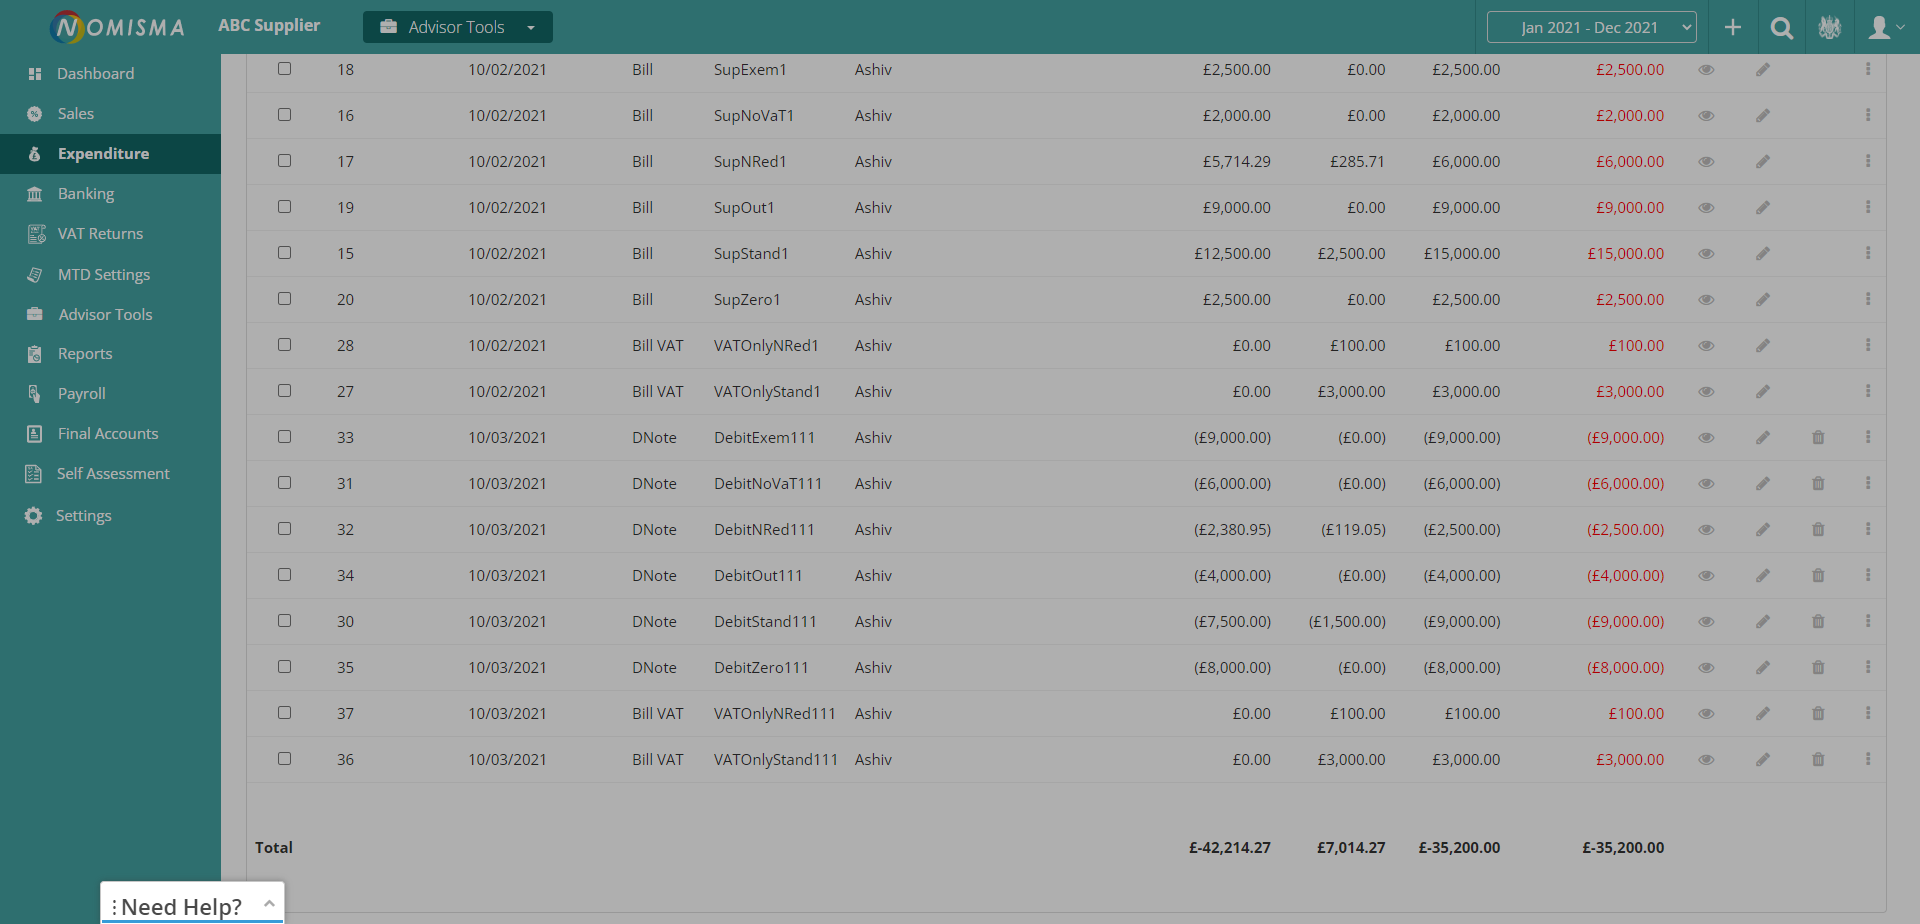 NOMISMA ABC Supplier Advisor Tools Jan 2021 - Dec 2021
Dashboard
Sales
Expenditure
Banking
VAT Returns
MTD Settings
Advisor Tools
Reports
Payroll
Final Accounts
Self Assessment
Settings
18 10/02/2021 Bill SupExem1 Ashiv £2,500.00 £0.00 £2,500.00 £2,500.00
16 10/02/2021 Bill SupNoVaT1 Ashiv £2,000.00 £0.00 £2,000.00 £2,000.00
17 10/02/2021 Bill SupNRed1 Ashiv £5,714.29 £285.71 £6,000.00 £6,000.00
19 10/02/2021 Bill SupOut1 Ashiv £9,000.00 £0.00 £9,000.00 £9,000.00
15 10/02/2021 Bill SupStand1 Ashiv £12,500.00 £2,500.00 £15,000.00 £15,000.00
20 10/02/2021 Bill SupZero1 Ashiv £2,500.00 £0.00 £2,500.00 £2,500.00
28 10/02/2021 Bill VAT VATOnlyNRed1 Ashiv £0.00 £100.00 £100.00 £100.00
27 10/02/2021 Bill VAT VATOnlyStand1 Ashiv £0.00 £3,000.00 £3,000.00 £3,000.00
33 10/03/2021 DNote DebitExem111 Ashiv (£9,000.00) (£0.00) (£9,000.00) (£9,000.00)
31 10/03/2021 DNote DebitNoVaT111 Ashiv (£6,000.00) (£0.00) (£6,000.00) (£6,000.00)
32 10/03/2021 DNote DebitNRed111 Ashiv (£2,380.95) (£119.05) (£2,500.00) (£2,500.00)
34 10/03/2021 DNote DebitOut111 Ashiv (£4,000.00) (£0.00) (£4,000.00) (£4,000.00)
30 10/03/2021 DNote DebitStand111 Ashiv (£7,500.00) (£1,500.00) (£9,000.00) (£9,000.00)
35 10/03/2021 DNote DebitZero111 Ashiv (£8,000.00) (£0.00) (£8,000.00) (£8,000.00)
37 10/03/2021 Bill VAT VATOnlyNRed111 Ashiv £0.00 £100.00 £100.00 £100.00
36 10/03/2021 Bill VAT VATOnlyStand111 Ashiv £0.00 £3,000.00 £3,000.00 £3,000.00
Total £-42,214.27 £7,014.27 £-35,200.00 £-35,200.00
Need Help?